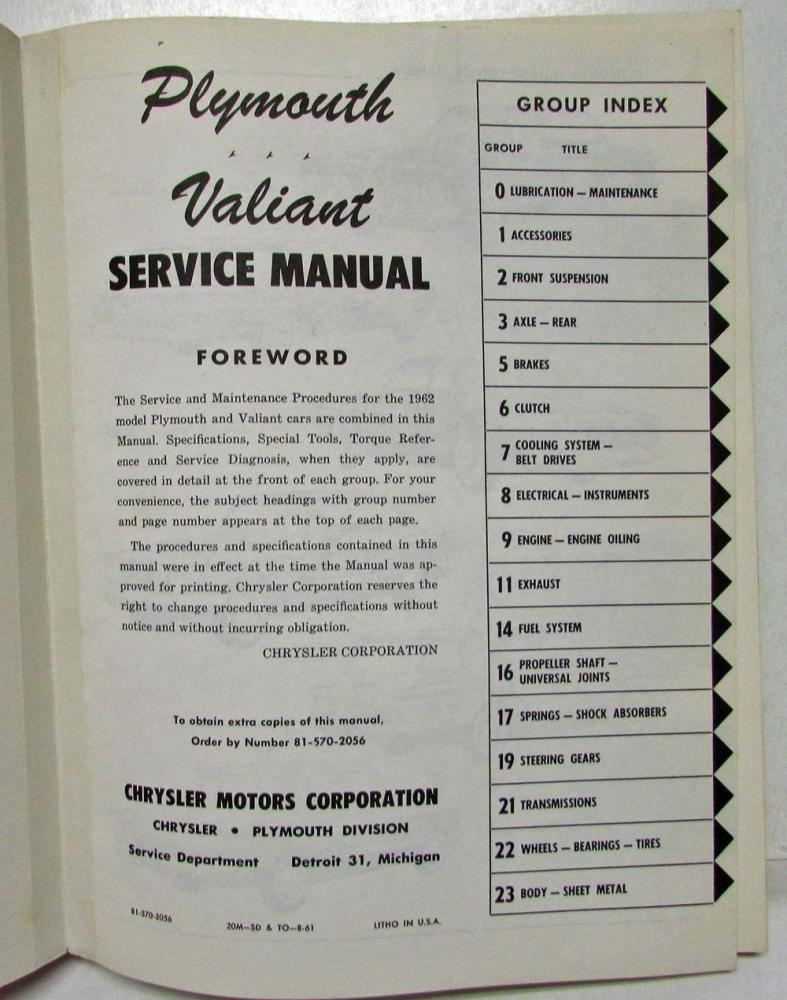 Plymouth
Valiant
SERVICE MANUAL
FOREWORD
The Service and Maintenance Procedures for the 1962
model Plymouth and Valiant cars are combined in this
Manual. Specifications, Special Tools, Torque Refer-
ence and Service Diagnosis, when they apply, are
covered in detail at the front of each group. For your
convenience, the subject headings with group number
and page number appears at the top of each page.
The procedures and specifications contained in this
manual were in effect at the time the Manual was ap-
proved for printing. Chrysler Corporation reserves the
right to change procedures and specifications without
notice and without incurring obligation.
CHRYSLER CORPORATION
To obtain extra copies of this manual,
Order by Number 81-570-2056
CHRYSLER MOTORS CORPORATION
CHRYSLER • PLYMOUTH DIVISION
Service Department Detroit 31, Michigan
81-570-2056 20M—SD & TO—8-61 LITHO IN U.S.A.
GROUP INDEX
GROUP TITLE
0 LUBRICATION — MAINTENANCE
1 ACCESSORIES
2 FRONT SUSPENSION
3 AXLE — REAR
5 BRAKES
6 CLUTCH
7 COOLING SYSTEM —
BELT DRIVES
8 ELECTRICAL — INSTRUMENTS
9 ENGINE — ENGINE OILING
11 EXHAUST
14 FUEL SYSTEM
16 PROPELLER SHAFT —
UNIVERSAL JOINTS
17 SPRINGS — SHOCK ABSORBERS
19 STEERING GEARS
21 TRANSMISSIONS
22 WHEELS — BEARINGS — TIRES
23 BODY — SHEET METAL